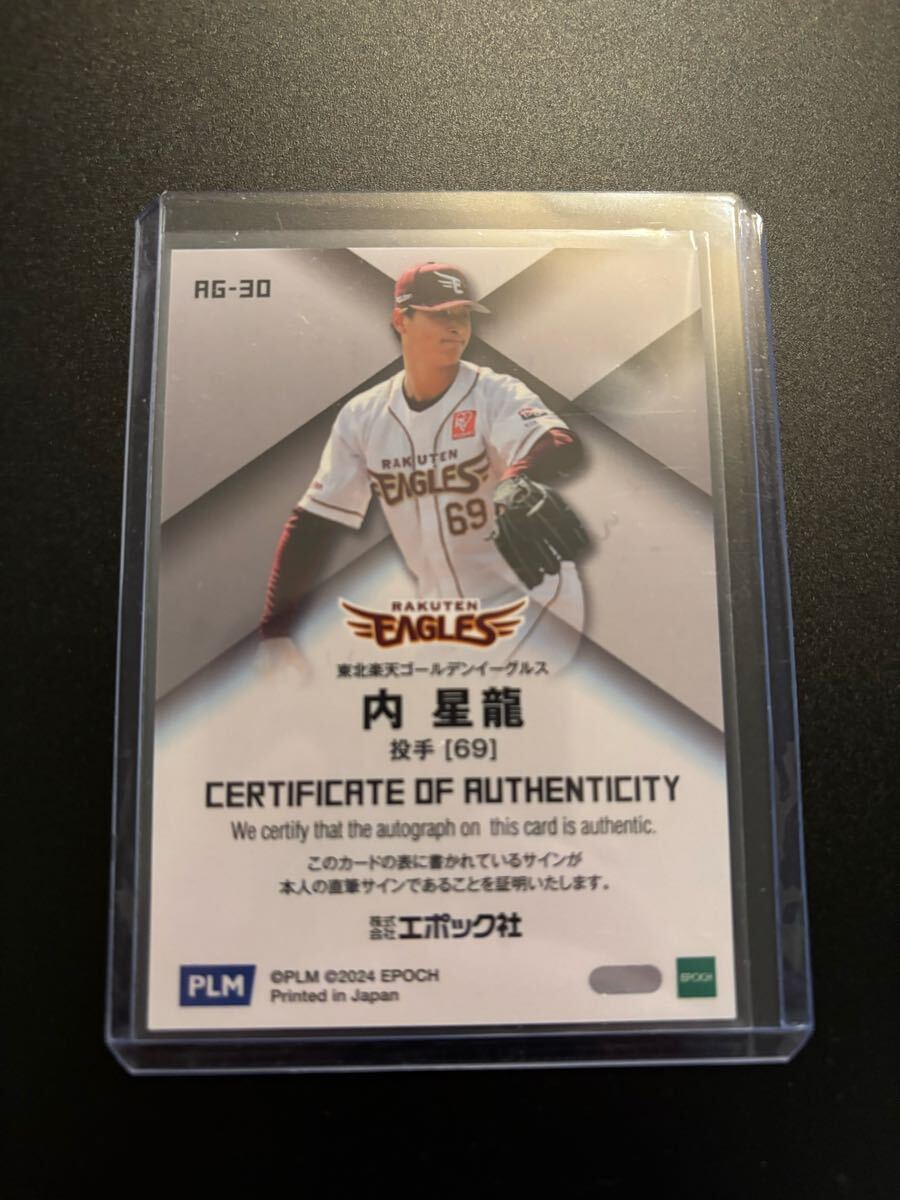 AG-30
RAKUTEN
EAGLES
69
RAKUTEN
EAGLES
東北楽天ゴールデンイーグルス
内 星龍
投手 [69]
CERTIFICATE OF AUTHENTICITY
We certify that the autograph on this card is authentic.
このカードの表に書かれているサインが
本人の直筆サインであることを証明いたします。
株式会社エポック社
PLM
©PLM ©2024 EPOCH
Printed in Japan
EPOCH